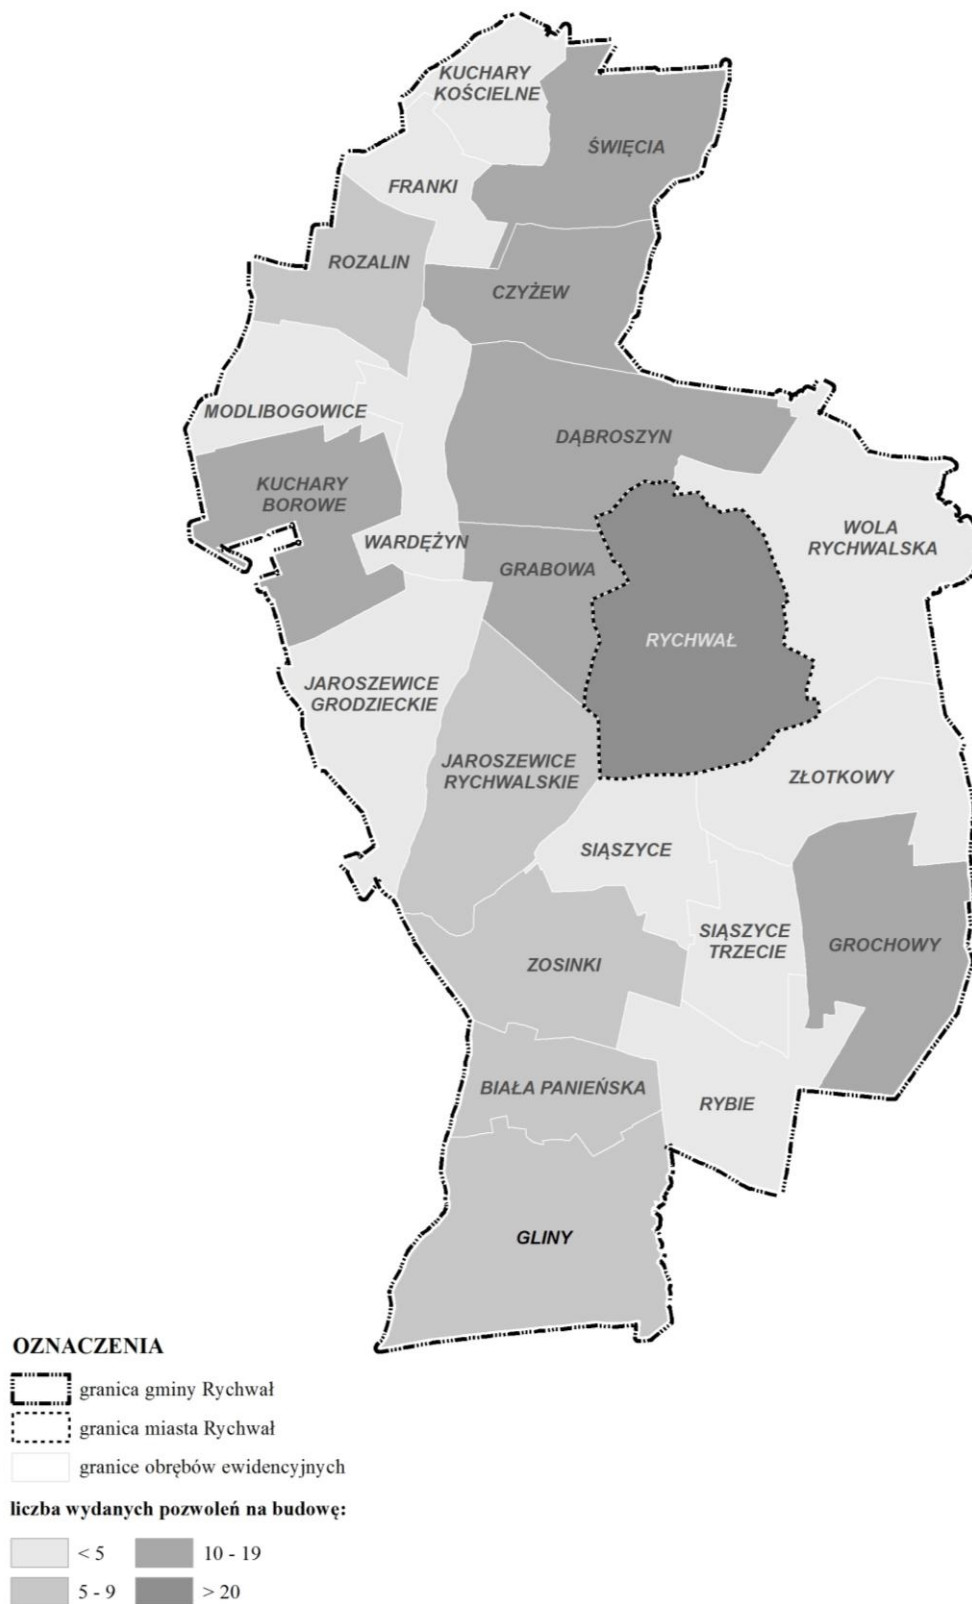 KUCHARY
KOŚCIELNE
ŚWIĘCIA
FRANKI
ROZALIN
CZYŻEW
MODLIBOGOWICE
DĄBROSZYN
KUCHARY
BOROWE
WOLA
RYCHWALSKA
WARDĘŻYN
GRABOWA
RYCHWAŁ
JAROSZEWICE
GRODZIECKIE
JAROSZEWICE
RYCHWALSKIE
ZŁOTKOWY
SIĄSZYCE
SIĄSZYCE
TRZECIE
GROCHOWY
ZOSINKI
BIAŁA PANIEŃSKA
RYBIE
GLINY
OZNACZENIA
granica gminy Rychwał
granica miasta Rychwał
granice obrębów ewidencyjnych
liczba wydanych pozwoleń na budowę:
< 5 10 - 19
5 - 9 > 20